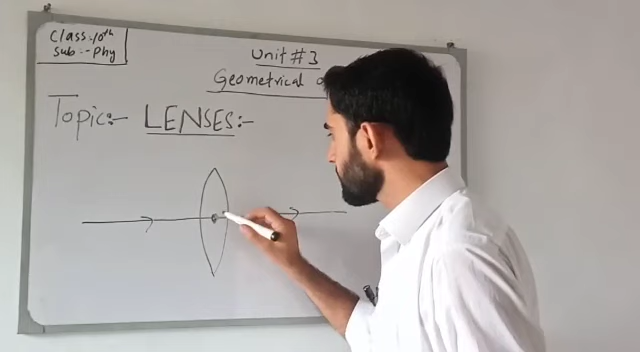 Class:-10th
Sub:-Phy
Unit #3
Geometrical
Topic:- LENSES:-